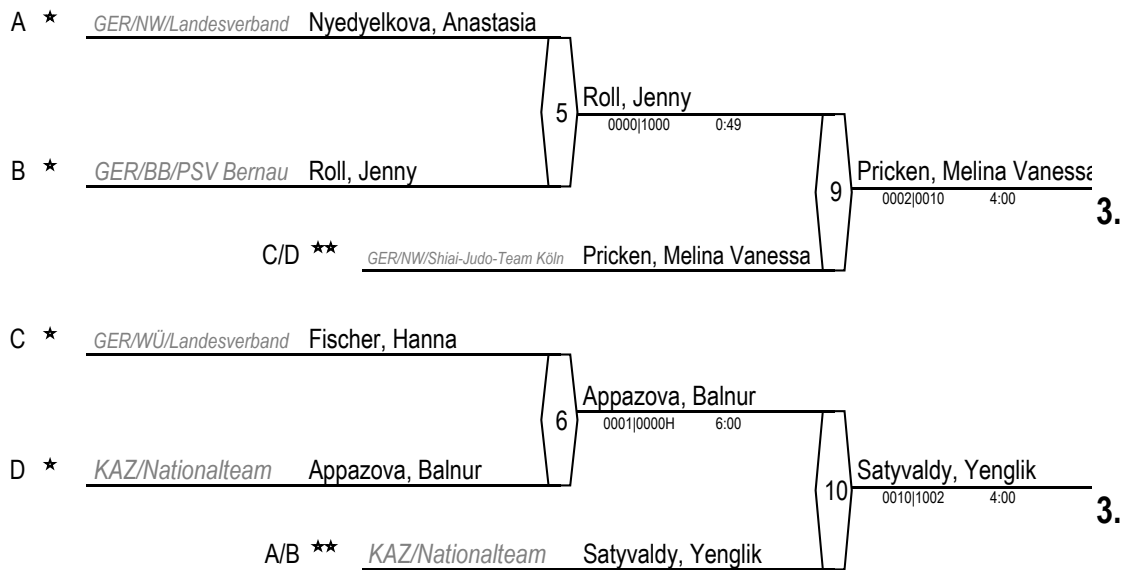 A ★ GER/NW/Landesverband Nyedyelkova, Anastasia
5 Roll, Jenny
0000|1000 0:49
B ★ GER/BB/PSV Bernau Roll, Jenny
9 Pricken, Melina Vanessa
0002|0010 4:00
3.
C/D ★★ GER/NW/Shiai-Judo-Team Köln Pricken, Melina Vanessa
C ★ GER/WÜ/Landesverband Fischer, Hanna
6 Appazova, Balnur
0001|0000H 6:00
D ★ KAZ/Nationalteam Appazova, Balnur
10 Satyvaldy, Yenglik
0010|1002 4:00
3.
A/B ★★ KAZ/Nationalteam Satyvaldy, Yenglik